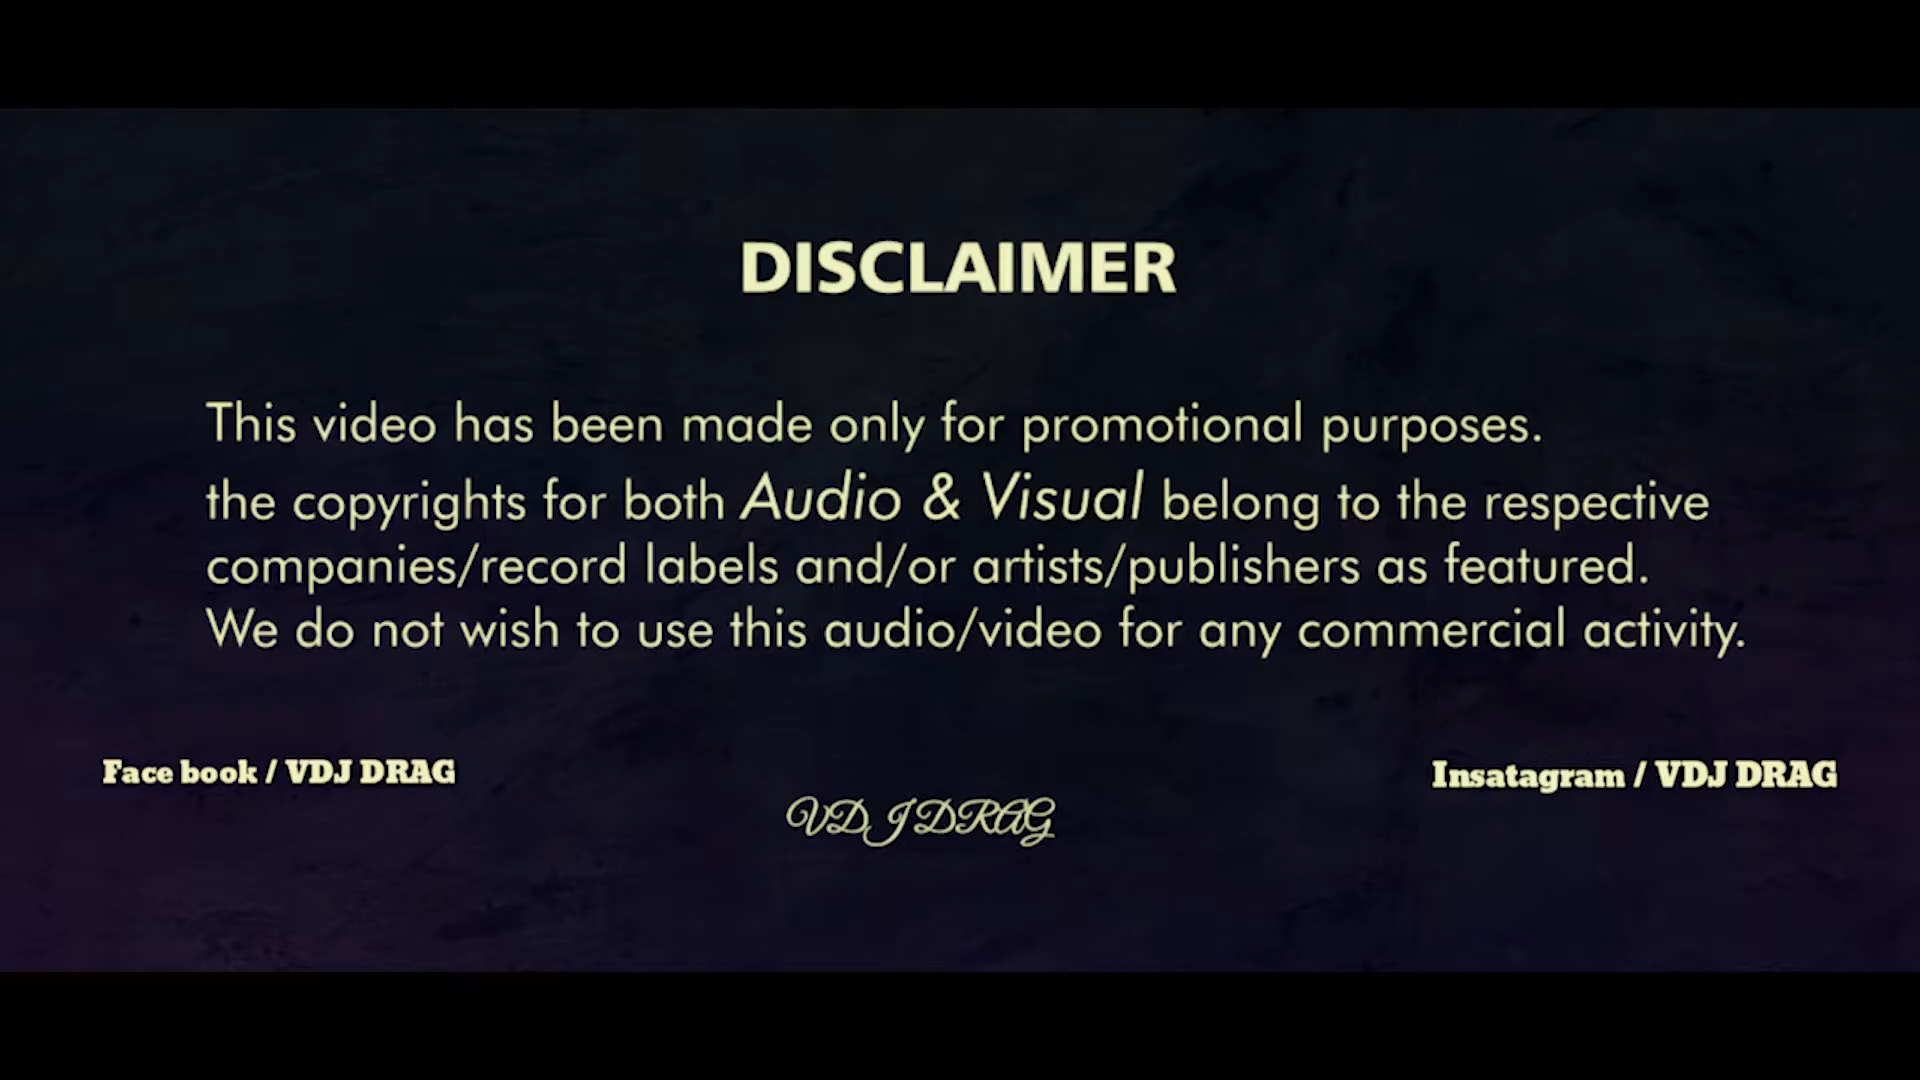 DISCLAIMER
This video has been made only for promotional purposes.
the copyrights for both Audio & Visual belong to the respective
companies/record labels and/or artists/publishers as featured.
We do not wish to use this audio/video for any commercial activity.
Face book / VDJ DRAG
Insatagram / VDJ DRAG
VDJ DRAG